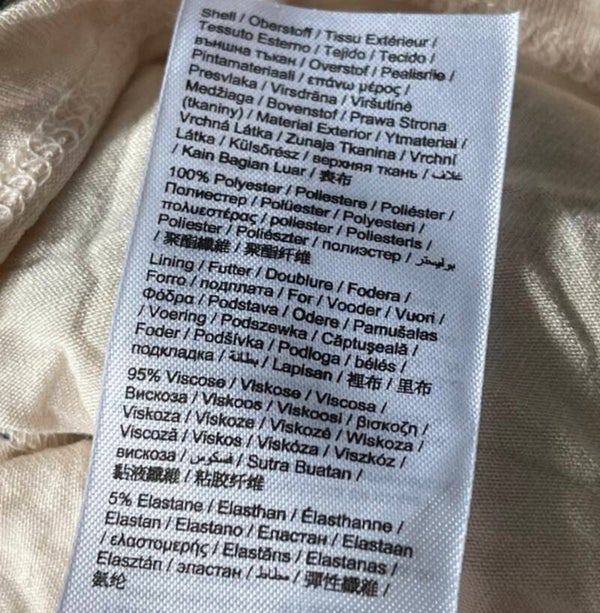 Shell / Oberstoff / Tissu Extérieur /
Tessuto Esterno / Tejido / Tecido /
външна тъкан / Overstof / Pealisriie /
Pintamateriaali / επάνω μέρος /
Presvlaka / Virsdrāna / Viršutinė
Medžiaga / Bovenstof / Prawa Strona
(tkaniny) / Material Exterior / Ytmaterial /
Vrchná Látka / Zunaja Tkanina / Vrchní
Látka / Külsőrész / верхняя ткань / غلاف
/ Kain Bagian Luar / 表布
100% Polyester / Poliestere / Poliéster /
Полиестер / Polüester / Polyesteri /
πολυεστέρας / poliester / Poliesteris /
Poliester / Poliészter / полиэстер / بوليستر
/ 聚酯纖維 / 聚酯纤维
Lining / Futter / Doublure / Fodera /
Forro / подплата / For / Vooder / Vuori /
Φόδρα / Podstava / Odere / Pamušalas
/ Voering / Podszewka / Căptuşeală /
Foder / Podšívka / Podloga / bélés /
подкладка / بطانة / Lapisan / 裡布 / 里布
95% Viscose / Viskose / Viscosa /
Вискоза / Viskoos / Viskoosi / βισκοζη /
Viskoza / Viskoze / Viskozė / Wiskoza /
Viscoză / Viskos / Viskóza / Viszkóz /
вискоза / فسكوس / Sutra Buatan /
黏液纖維 / 粘胶纤维
5% Elastane / Elasthan / Élasthanne /
Elastan / Elastano / Еластан / Elastaan
/ ελαστομερής / Elastāns / Elastanas /
Elasztán / эластан / مطاط / 彈性纖維 /
氨纶